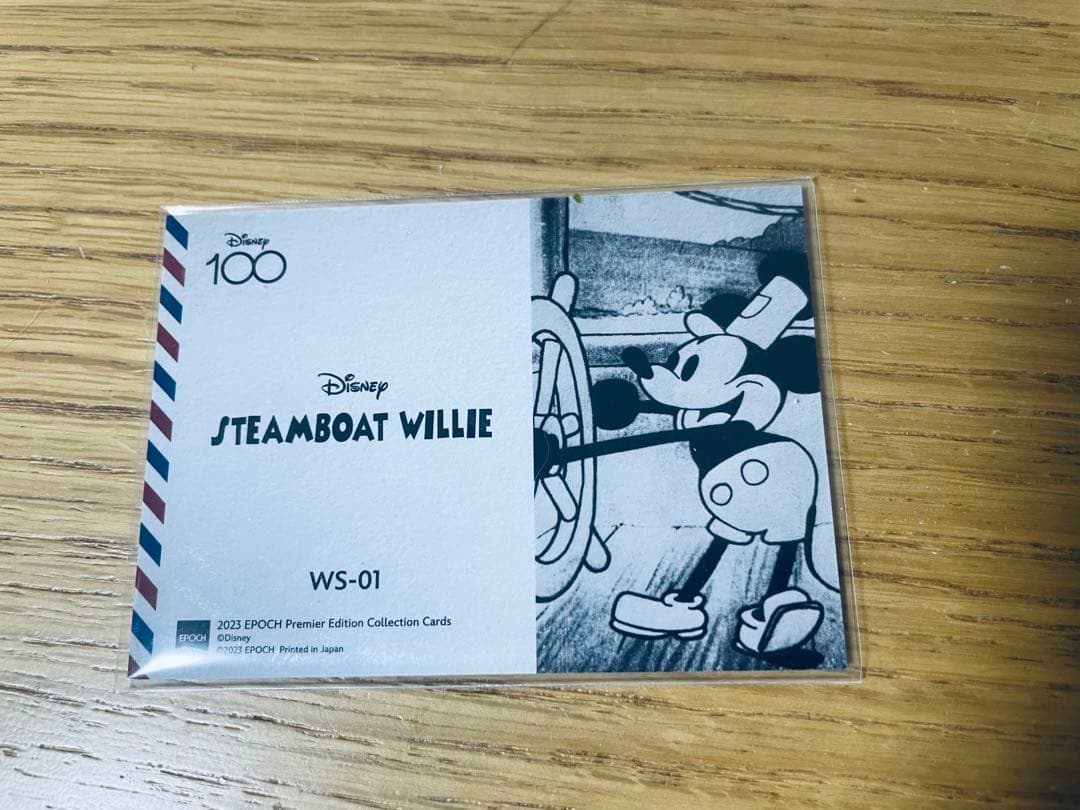 Disney
100
Disney
STEAMBOAT WILLIE
WS-01
EPOCH
2023 EPOCH Premier Edition Collection Cards
©Disney
©2023 EPOCH Printed in Japan